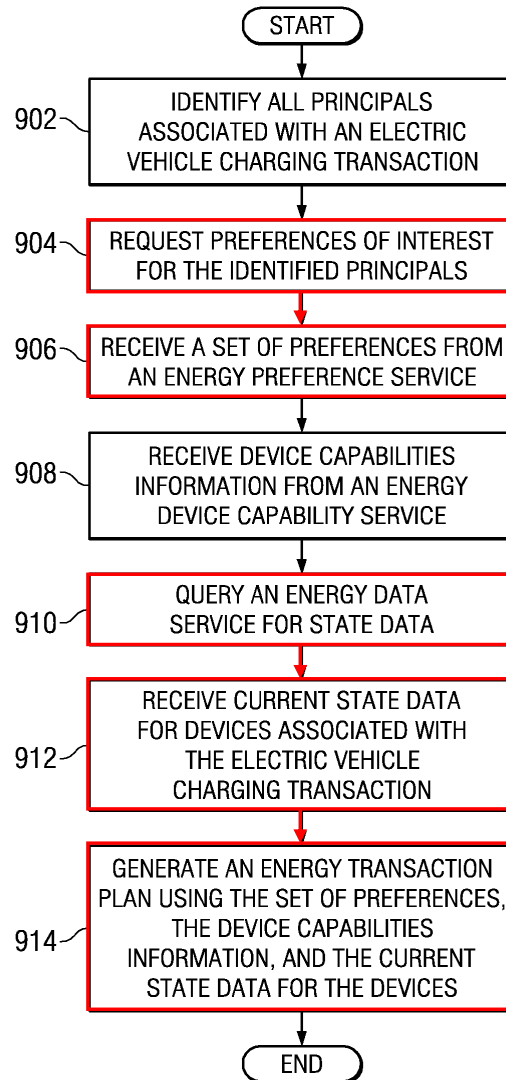 START
902
IDENTIFY ALL PRINCIPALS
ASSOCIATED WITH AN ELECTRIC
VEHICLE CHARGING TRANSACTION
904
REQUEST PREFERENCES OF INTEREST
FOR THE IDENTIFIED PRINCIPALS
906
RECEIVE A SET OF PREFERENCES FROM
AN ENERGY PREFERENCE SERVICE
908
RECEIVE DEVICE CAPABILITIES
INFORMATION FROM AN ENERGY
DEVICE CAPABILITY SERVICE
910
QUERY AN ENERGY DATA
SERVICE FOR STATE DATA
912
RECEIVE CURRENT STATE DATA
FOR DEVICES ASSOCIATED WITH
THE ELECTRIC VEHICLE
CHARGING TRANSACTION
914
GENERATE AN ENERGY TRANSACTION
PLAN USING THE SET OF PREFERENCES,
THE DEVICE CAPABILITIES
INFORMATION, AND THE CURRENT
STATE DATA FOR THE DEVICES
END